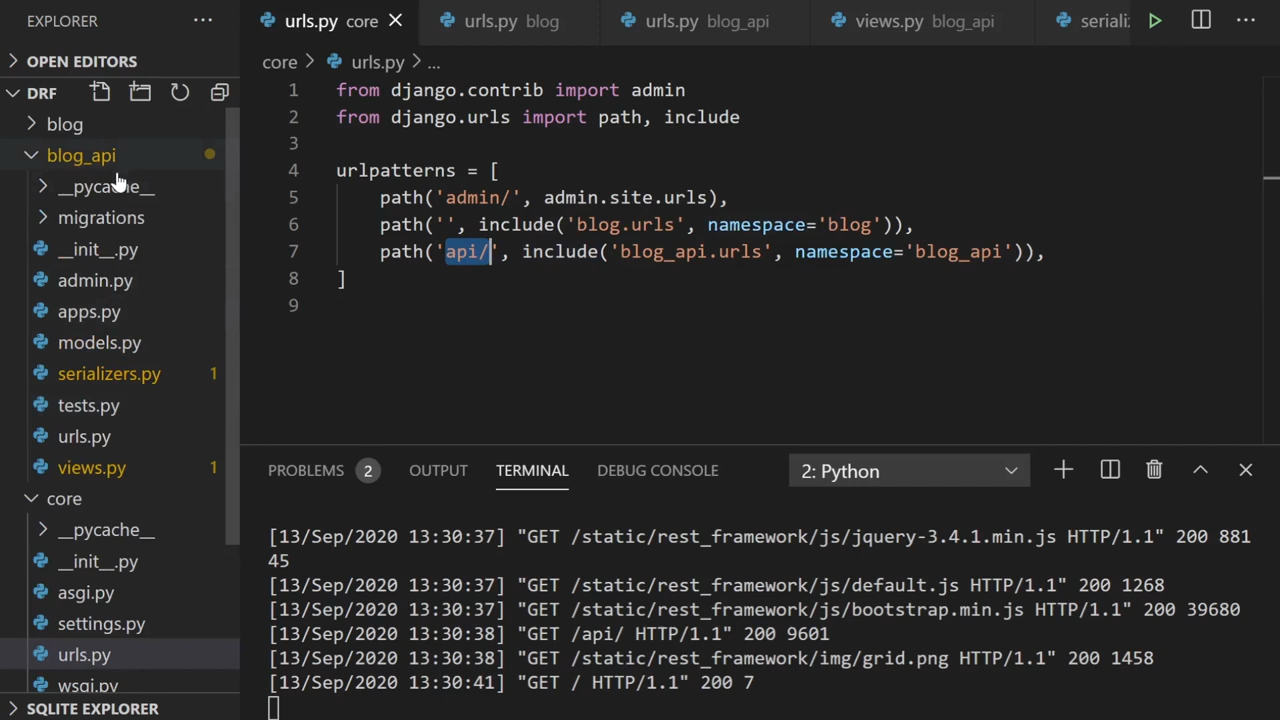 EXPLORER
urls.py core
urls.py blog
urls.py blog_api
views.py blog_api
OPEN EDITORS
core > urls.py > ...
DRF
blog
blog_api
__pycache__
migrations
__init__.py
admin.py
apps.py
models.py
serializers.py 1
tests.py
urls.py
views.py 1
core
__pycache__
__init__.py
asgi.py
settings.py
urls.py
wsgi.py
SQLITE EXPLORER
1 from django.contrib import admin
2 from django.urls import path, include
3
4 urlpatterns = [
5 path('admin/', admin.site.urls),
6 path('', include('blog.urls', namespace='blog')),
7 path('api/', include('blog_api.urls', namespace='blog_api')),
8 ]
9
PROBLEMS 2 OUTPUT TERMINAL DEBUG CONSOLE 2: Python
[13/Sep/2020 13:30:37] "GET /static/rest_framework/js/jquery-3.4.1.min.js HTTP/1.1" 200 881
45
[13/Sep/2020 13:30:37] "GET /static/rest_framework/js/default.js HTTP/1.1" 200 1268
[13/Sep/2020 13:30:37] "GET /static/rest_framework/js/bootstrap.min.js HTTP/1.1" 200 39680
[13/Sep/2020 13:30:38] "GET /api/ HTTP/1.1" 200 9601
[13/Sep/2020 13:30:38] "GET /static/rest_framework/img/grid.png HTTP/1.1" 200 1458
[13/Sep/2020 13:30:41] "GET / HTTP/1.1" 200 7